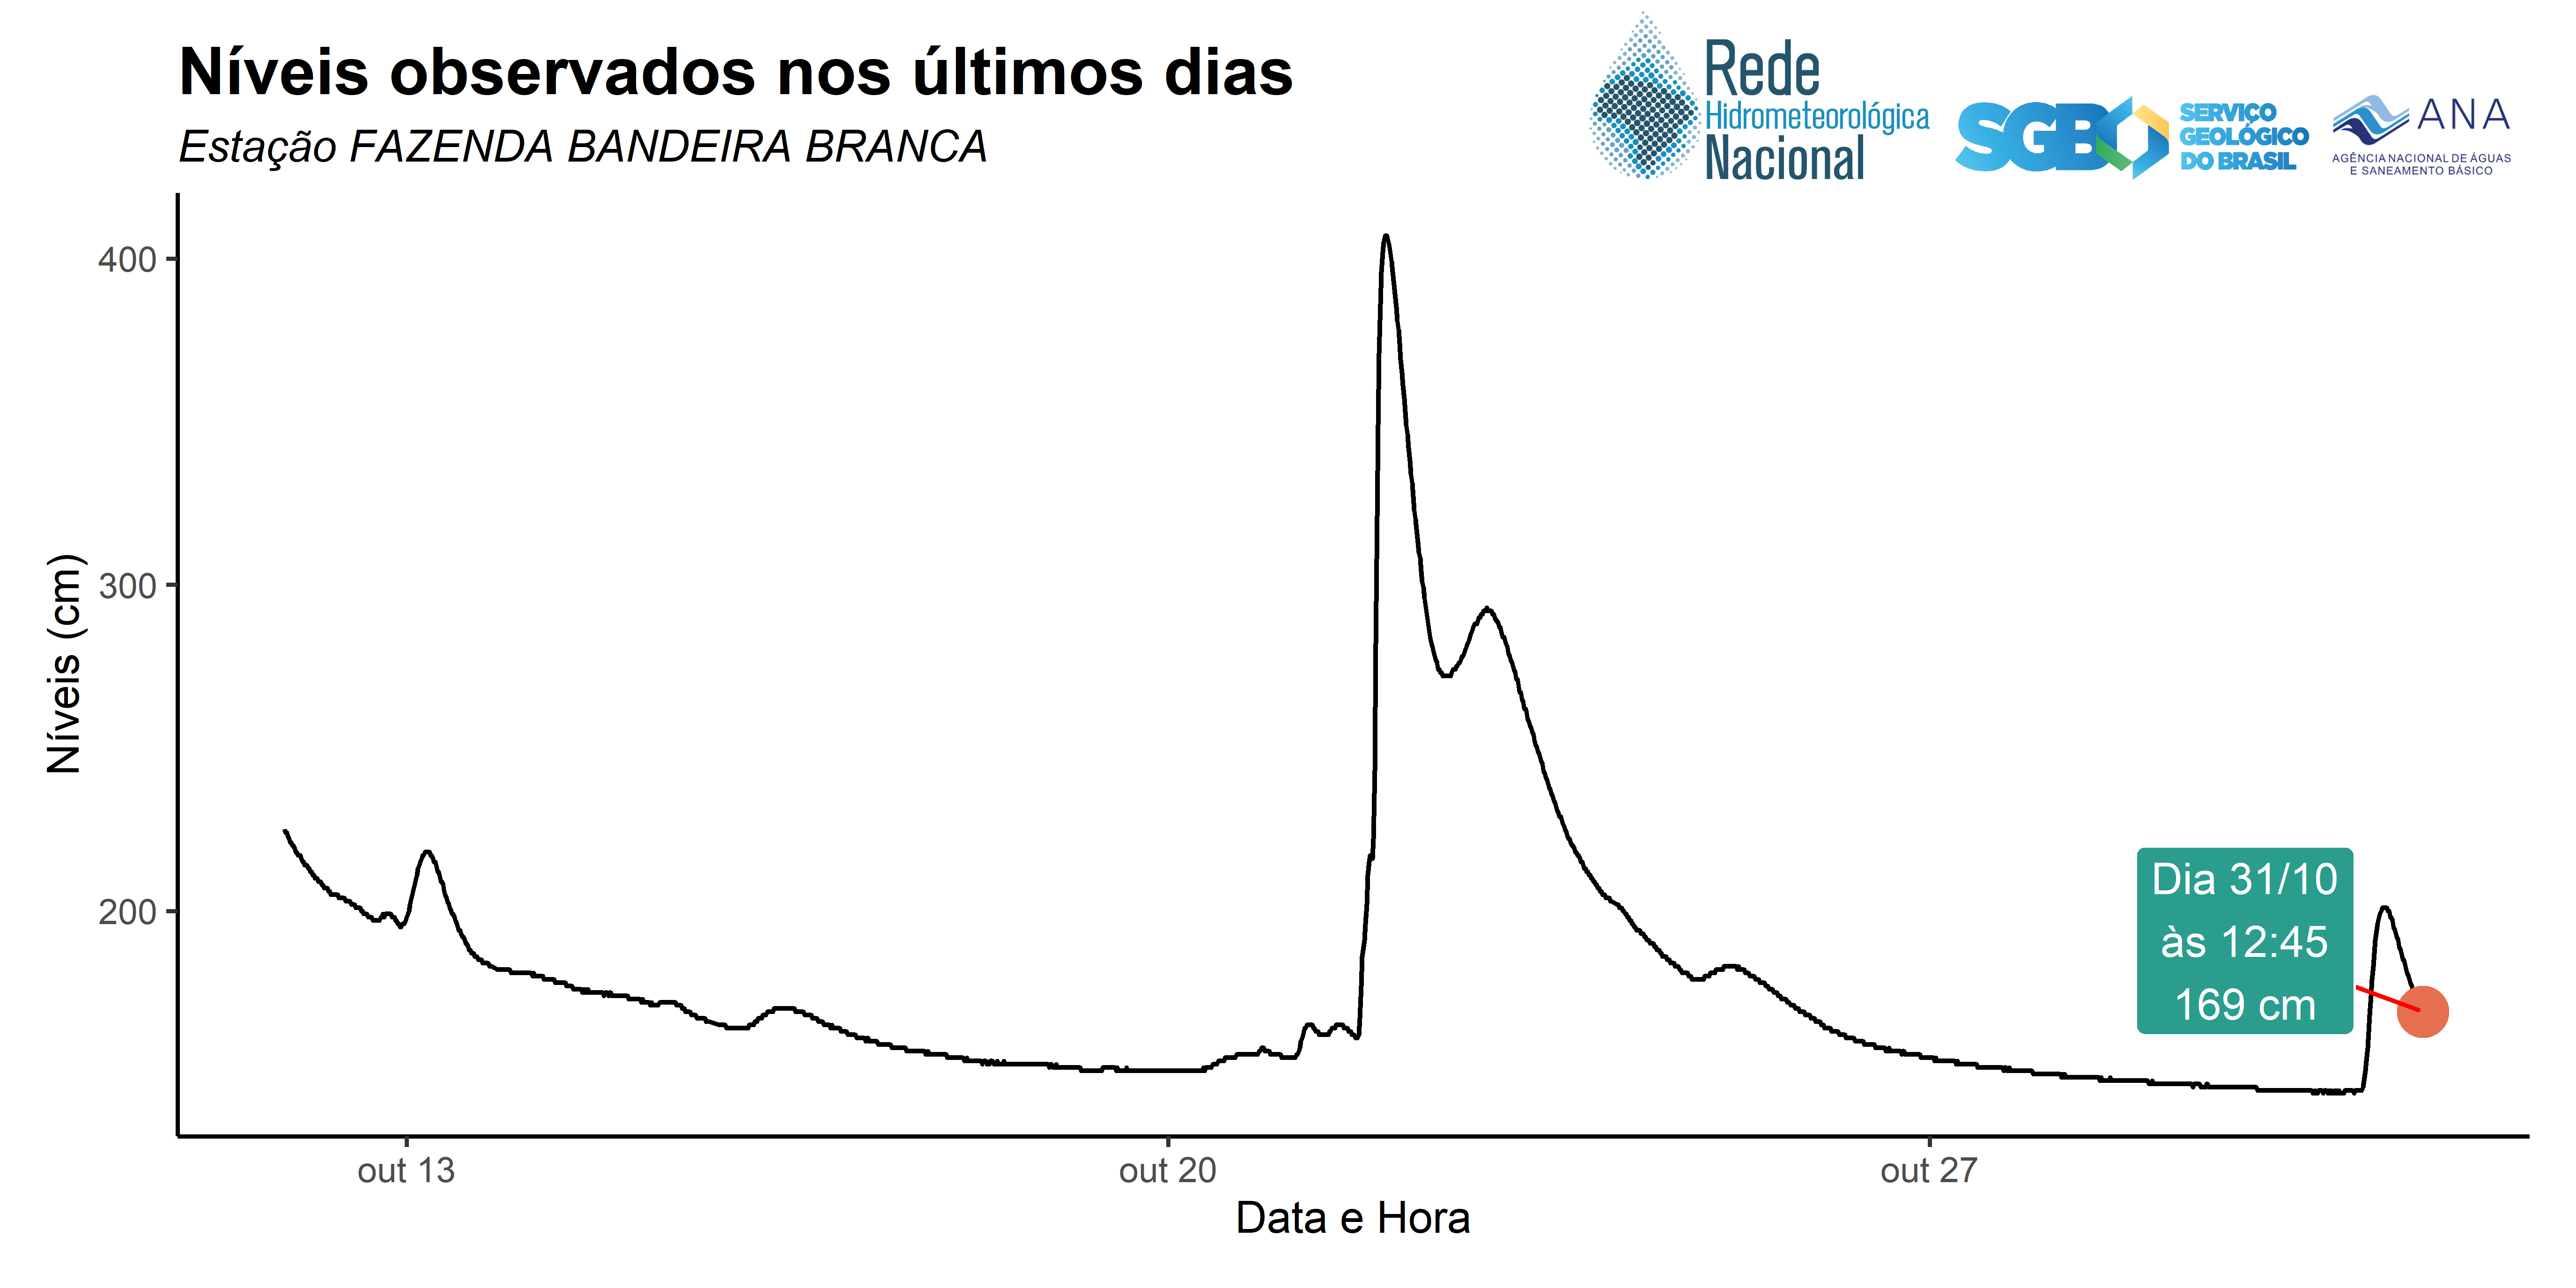 Níveis observados nos últimos dias
Estação FAZENDA BANDEIRA BRANCA
Rede
Hidrometeorológica
Nacional
SGB
SERVIÇO
GEOLÓGICO
DO BRASIL
ANA
AGÊNCIA NACIONAL DE ÁGUAS
E SANEAMENTO BÁSICO
Níveis (cm)
400
300
200
Dia 31/10
às 12:45
169 cm
out 13
out 20
out 27
Data e Hora